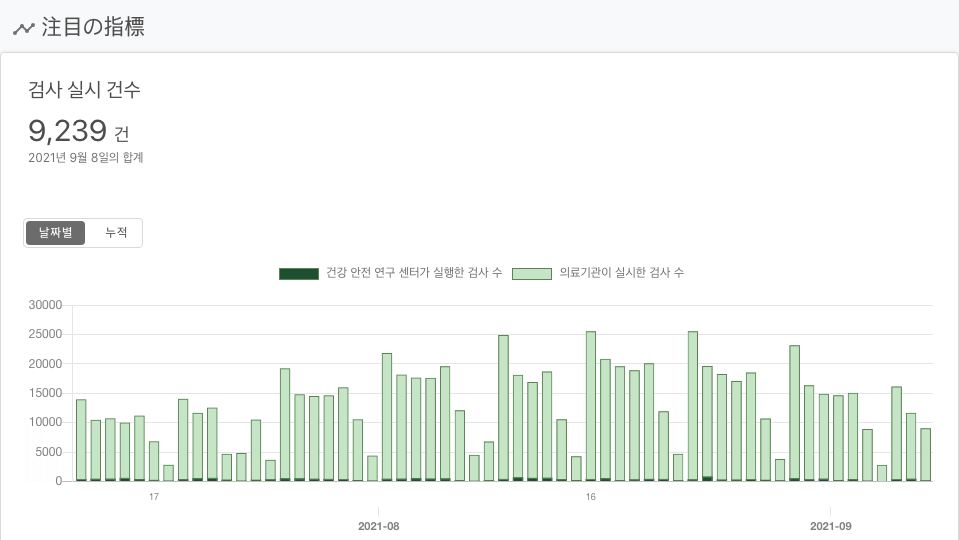 注目の指標
검사 실시 건수
9,239 건
2021년 9월 8일의 합계
날짜별 누적
건강 안전 연구 센터가 실행한 검사 수 의료기관이 실시한 검사 수
30000
25000
20000
15000
10000
5000
0
17 16
2021-08 2021-09